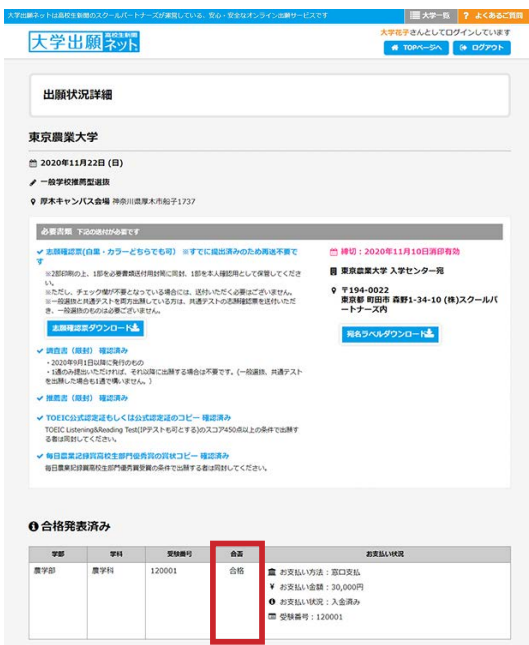 大学出願ネットは高校生新聞のスクールパートナーズが運営している、安心・安全なオンライン出願サービスです
大学一覧
? よくあるご質問
大学出願ネット 高校生新聞
大学花子さんとしてログインしています
TOPページへ
ログアウト
出願状況詳細
東京農業大学
2020年11月22日 (日)
一般学校推薦型選抜
厚木キャンパス会場 神奈川県厚木市船子1737
必要書類 下記の送付が必要です
志願確認票(白黒・カラーどちらでも可) ※すでに提出済みのため再送不要で
す
※2部印刷の上、1部を必要書類送付用封筒に同封、1部を本人確認用として保管してくださ
い。
※ただし、チェック欄が不要となっている場合には、送付いただく必要はございません。
※一般選抜と共通テストを両方出願している方は、共通テストの志願確認票を送付いただ
き、一般選抜のものは必要ございません。
志願確認票ダウンロード
調査書（厳封） 確認済み
・2020年9月1日以降に発行のもの
・1通のみ提出いただければ、それ以降に出願する場合は不要です。(一般選抜、共通テスト
を出願した場合も1通で構いません。)
推薦書（厳封） 確認済み
TOEIC公式認定証もしくは公式認定証のコピー 確認済み
TOEIC Listening&Reading Test(IPテストも可とする)のスコア450点以上の条件で出願す
る者は同封してください。
毎日農業記録賞高校生部門優秀賞の賞状コピー 確認済み
毎日農業記録賞高校生部門優秀賞受賞の条件で出願する者は同封してください。
締切：2020年11月10日消印有効
東京農業大学 入学センター宛
〒194-0022
東京都 町田市 森野1-34-10 (株)スクールパ
ートナーズ内
宛名ラベルダウンロード
合格発表済み
学部 学科 受験番号 合否 お支払い状況
農学部 農学科 120001 合格 お支払い方法：窓口支払
¥ お支払い金額：30,000円
お支払い状況：入金済み
受験番号：120001